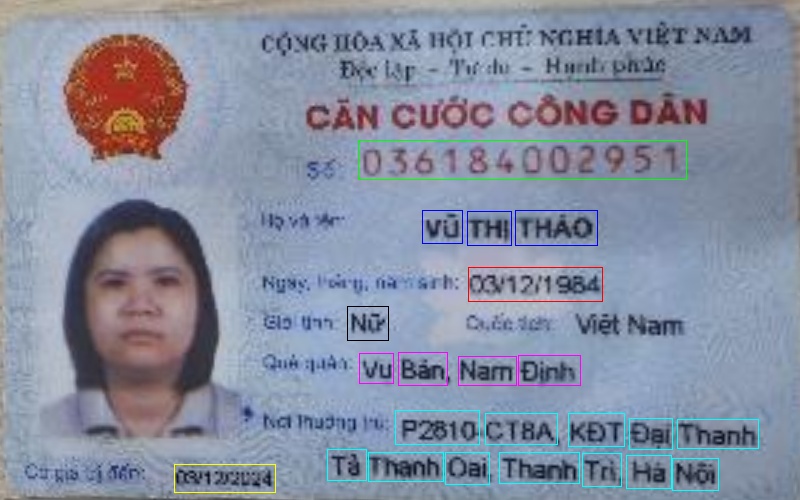 CỘNG HÒA XÃ HỘI CHỦ NGHĨA VIỆT NAM
Độc lập - Tự do - Hạnh phúc
CĂN CƯỚC CÔNG DÂN
Số: 036184002951
Họ và tên: VŨ THỊ THẢO
Ngày, tháng, năm sinh: 03/12/1984
Giới tính: Nữ Quốc tịch: Việt Nam
Quê quán: Vụ Bản, Nam Định
Nơi thường trú: P2810 CT8A, KĐT Đại Thanh
Tả Thanh Oai, Thanh Trì, Hà Nội
Có giá trị đến: 03/12/2024